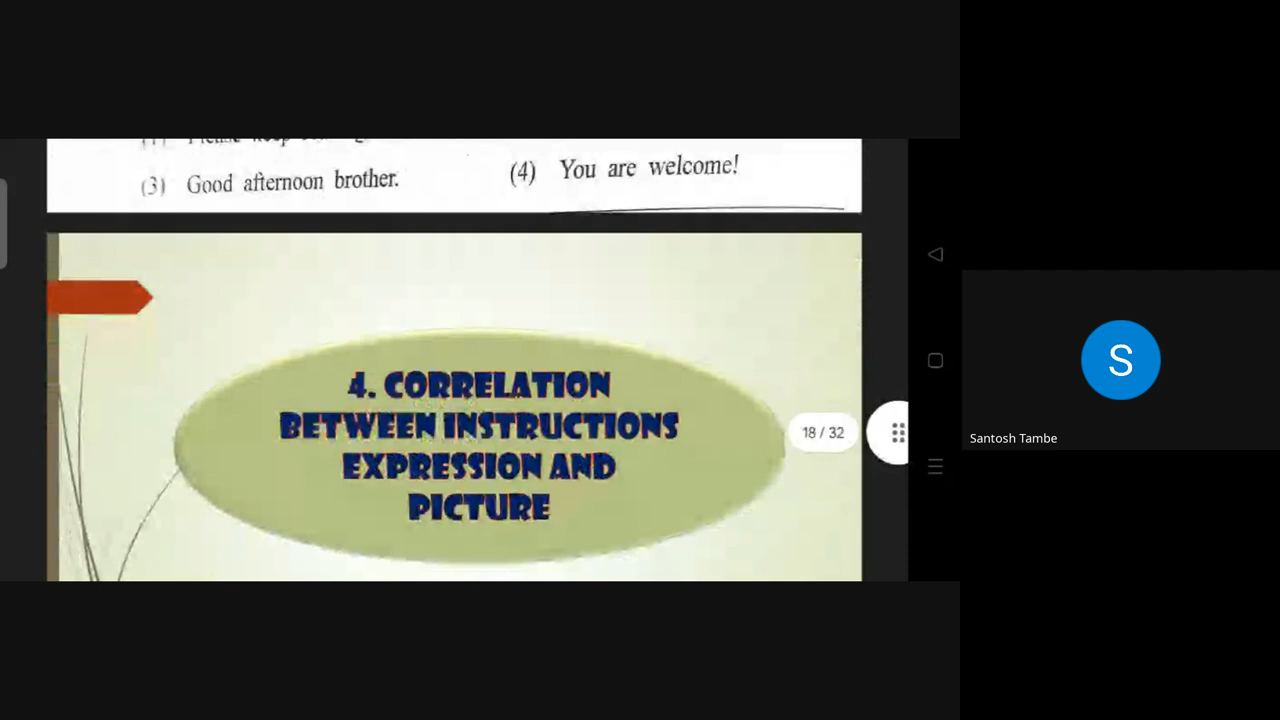 (3) Good afternoon brother.
(4) You are welcome!
4. CORRELATION
BETWEEN INSTRUCTIONS
EXPRESSION AND
PICTURE
18 / 32
S
Santosh Tambe